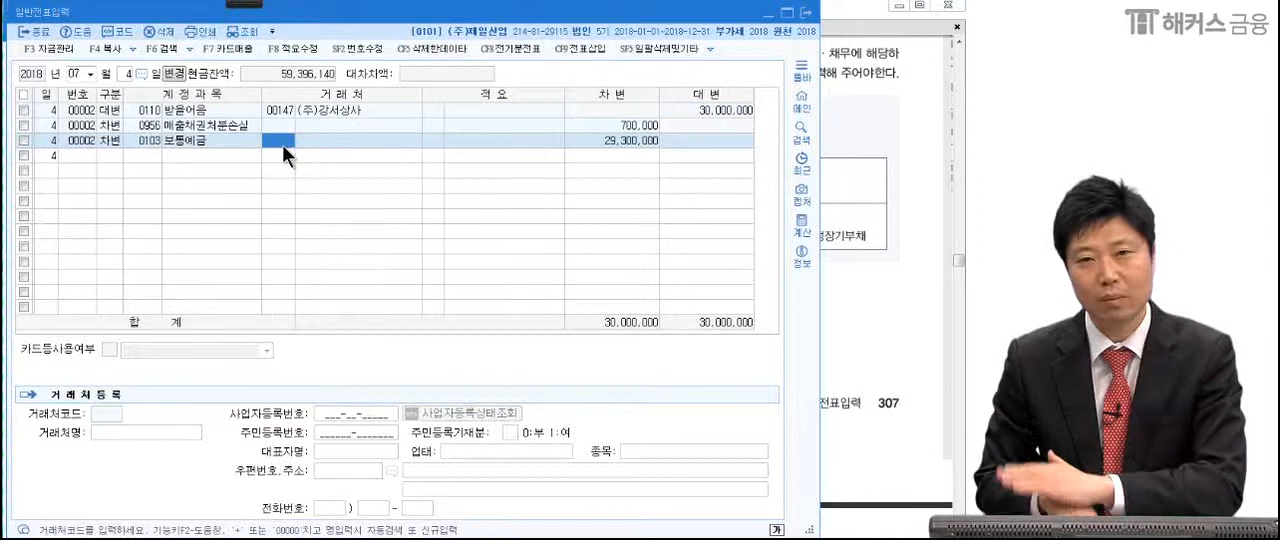 일반전표입력
종료 도움 코드 삭제 인쇄 조회
[0101] (주)제일산업 214-81-29115 법인 5기 2018-01-01~2018-12-31 부가세 2018 원천 2018
F3 자금관리 F4 복사 F6 검색 F7 카드매출 F8 적요수정 SF2 번호수정 CF5 삭제한데이타 CF8 전기분전표 CF9 전표삽입 SF5 일괄삭제및기타
2018 년 07 월 4 일 변경 현금잔액: 59,396,140 대차차액:
일 번호 구분 계 정 과 목 거 래 처 적 요 차 변 대 변
4 00002 대변 0110 받을어음 00147 (주)강서상사 30,000,000
4 00002 차변 0956 매출채권처분손실 700,000
4 00002 차변 0103 보통예금 29,300,000
4
합 계 30,000,000 30,000,000
카드등사용여부
거 래 처 등 록
거래처코드: 사업자등록번호: ___-__-_____ 사업자등록상태조회
거래처명: 주민등록번호: ______-_______ 주민등록기재분: 0:부 1:여
대표자명: 업태: 종목:
우편번호, 주소:
전화번호: ) -
거래처코드를 입력하세요. 기능키F2-도움창, '+' 또는 '00000'치고 명입력시 자동검색 또 신규입력
가
툴바
메인
검색
최근
캡처
계산
정보
채무에 해당하
력해 주어야한다.
성장기부채
전표입력 307
해커스금융